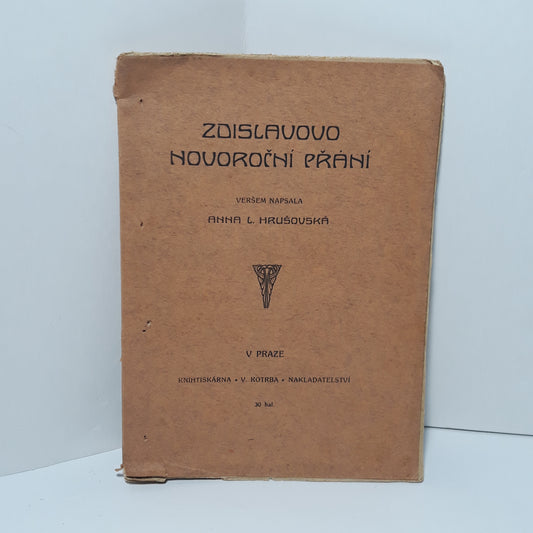 ZDISLAVOVO
NOVOROČNÍ PŘÁNÍ
VERŠEM NAPSALA
ANNA L. HRUŠOVSKÁ
V PRAZE
KNIHTISKÁRNA • V. KOTRBA • NAKLADATELSTVÍ
30 hal.